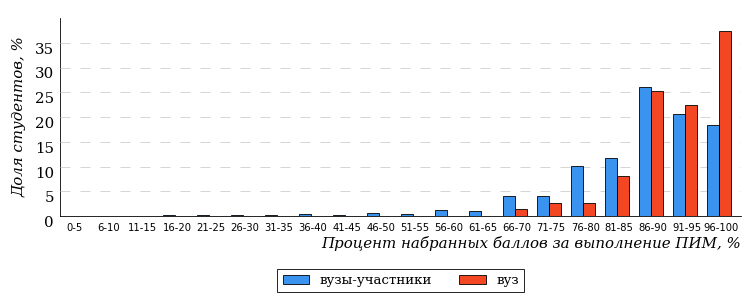 Доля студентов, %
35
30
25
20
15
10
5
0
0-5 6-10 11-15 16-20 21-25 26-30 31-35 36-40 41-45 46-50 51-55 56-60 61-65 66-70 71-75 76-80 81-85 86-90 91-95 96-100
Процент набранных баллов за выполнение ПИМ, %
вузы-участники вуз